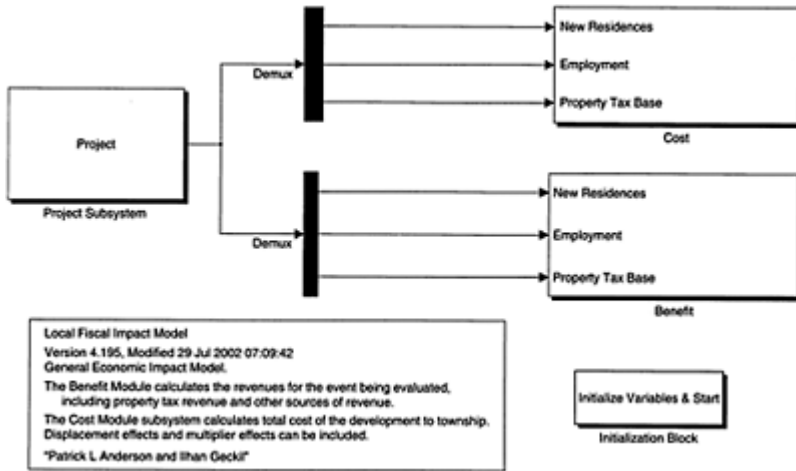 New Residences
Demux
Employment
Property Tax Base
Cost
Project
Project Subsystem
New Residences
Employment
Demux
Property Tax Base
Benefit
Local Fiscal Impact Model
Version 4.195, Modified 29 Jul 2002 07:09:42
General Economic Impact Model.
The Benefit Module calculates the revenues for the event being evaluated,
including property tax revenue and other sources of revenue.
The Cost Module subsystem calculates total cost of the development to township.
Displacement effects and multiplier effects can be included.
"Patrick L Anderson and Ilhan Geckil"
Initialize Variables & Start
Initialization Block